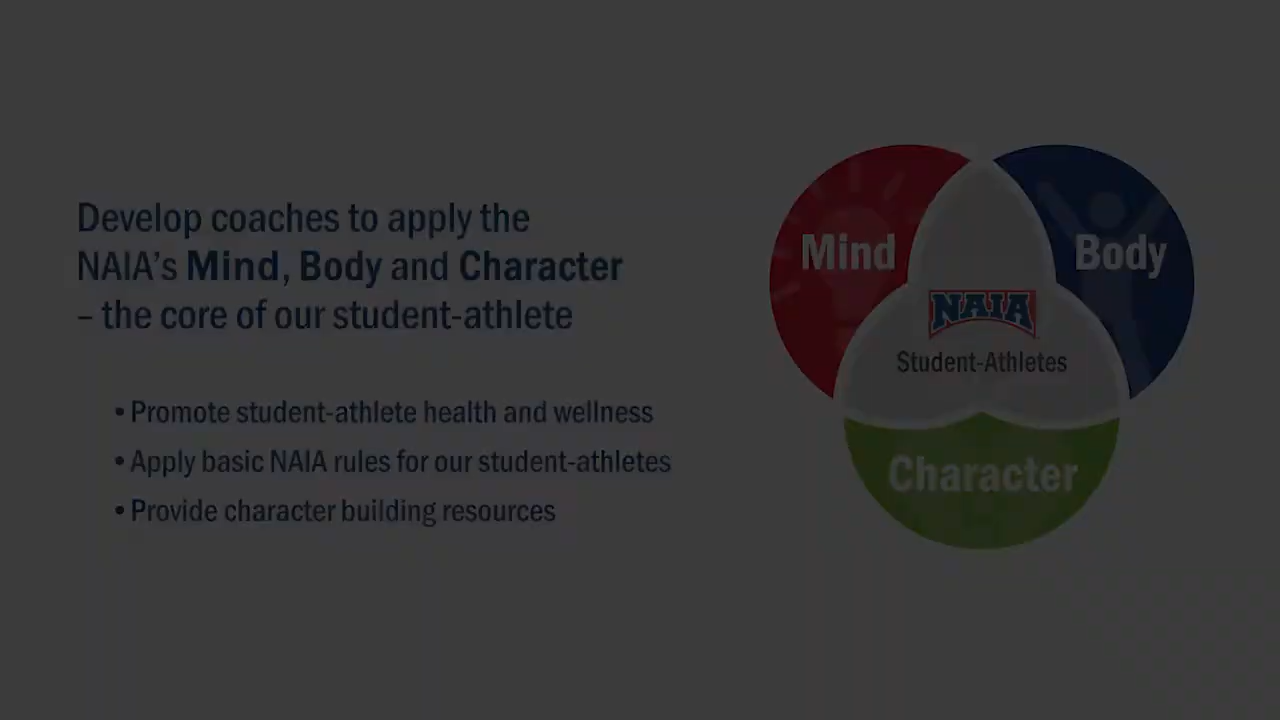 Develop coaches to apply the
NAIA’s Mind, Body and Character
– the core of our student-athlete
• Promote student-athlete health and wellness
• Apply basic NAIA rules for our student-athletes
• Provide character building resources
Mind
Body
NAIA
Student-Athletes
Character